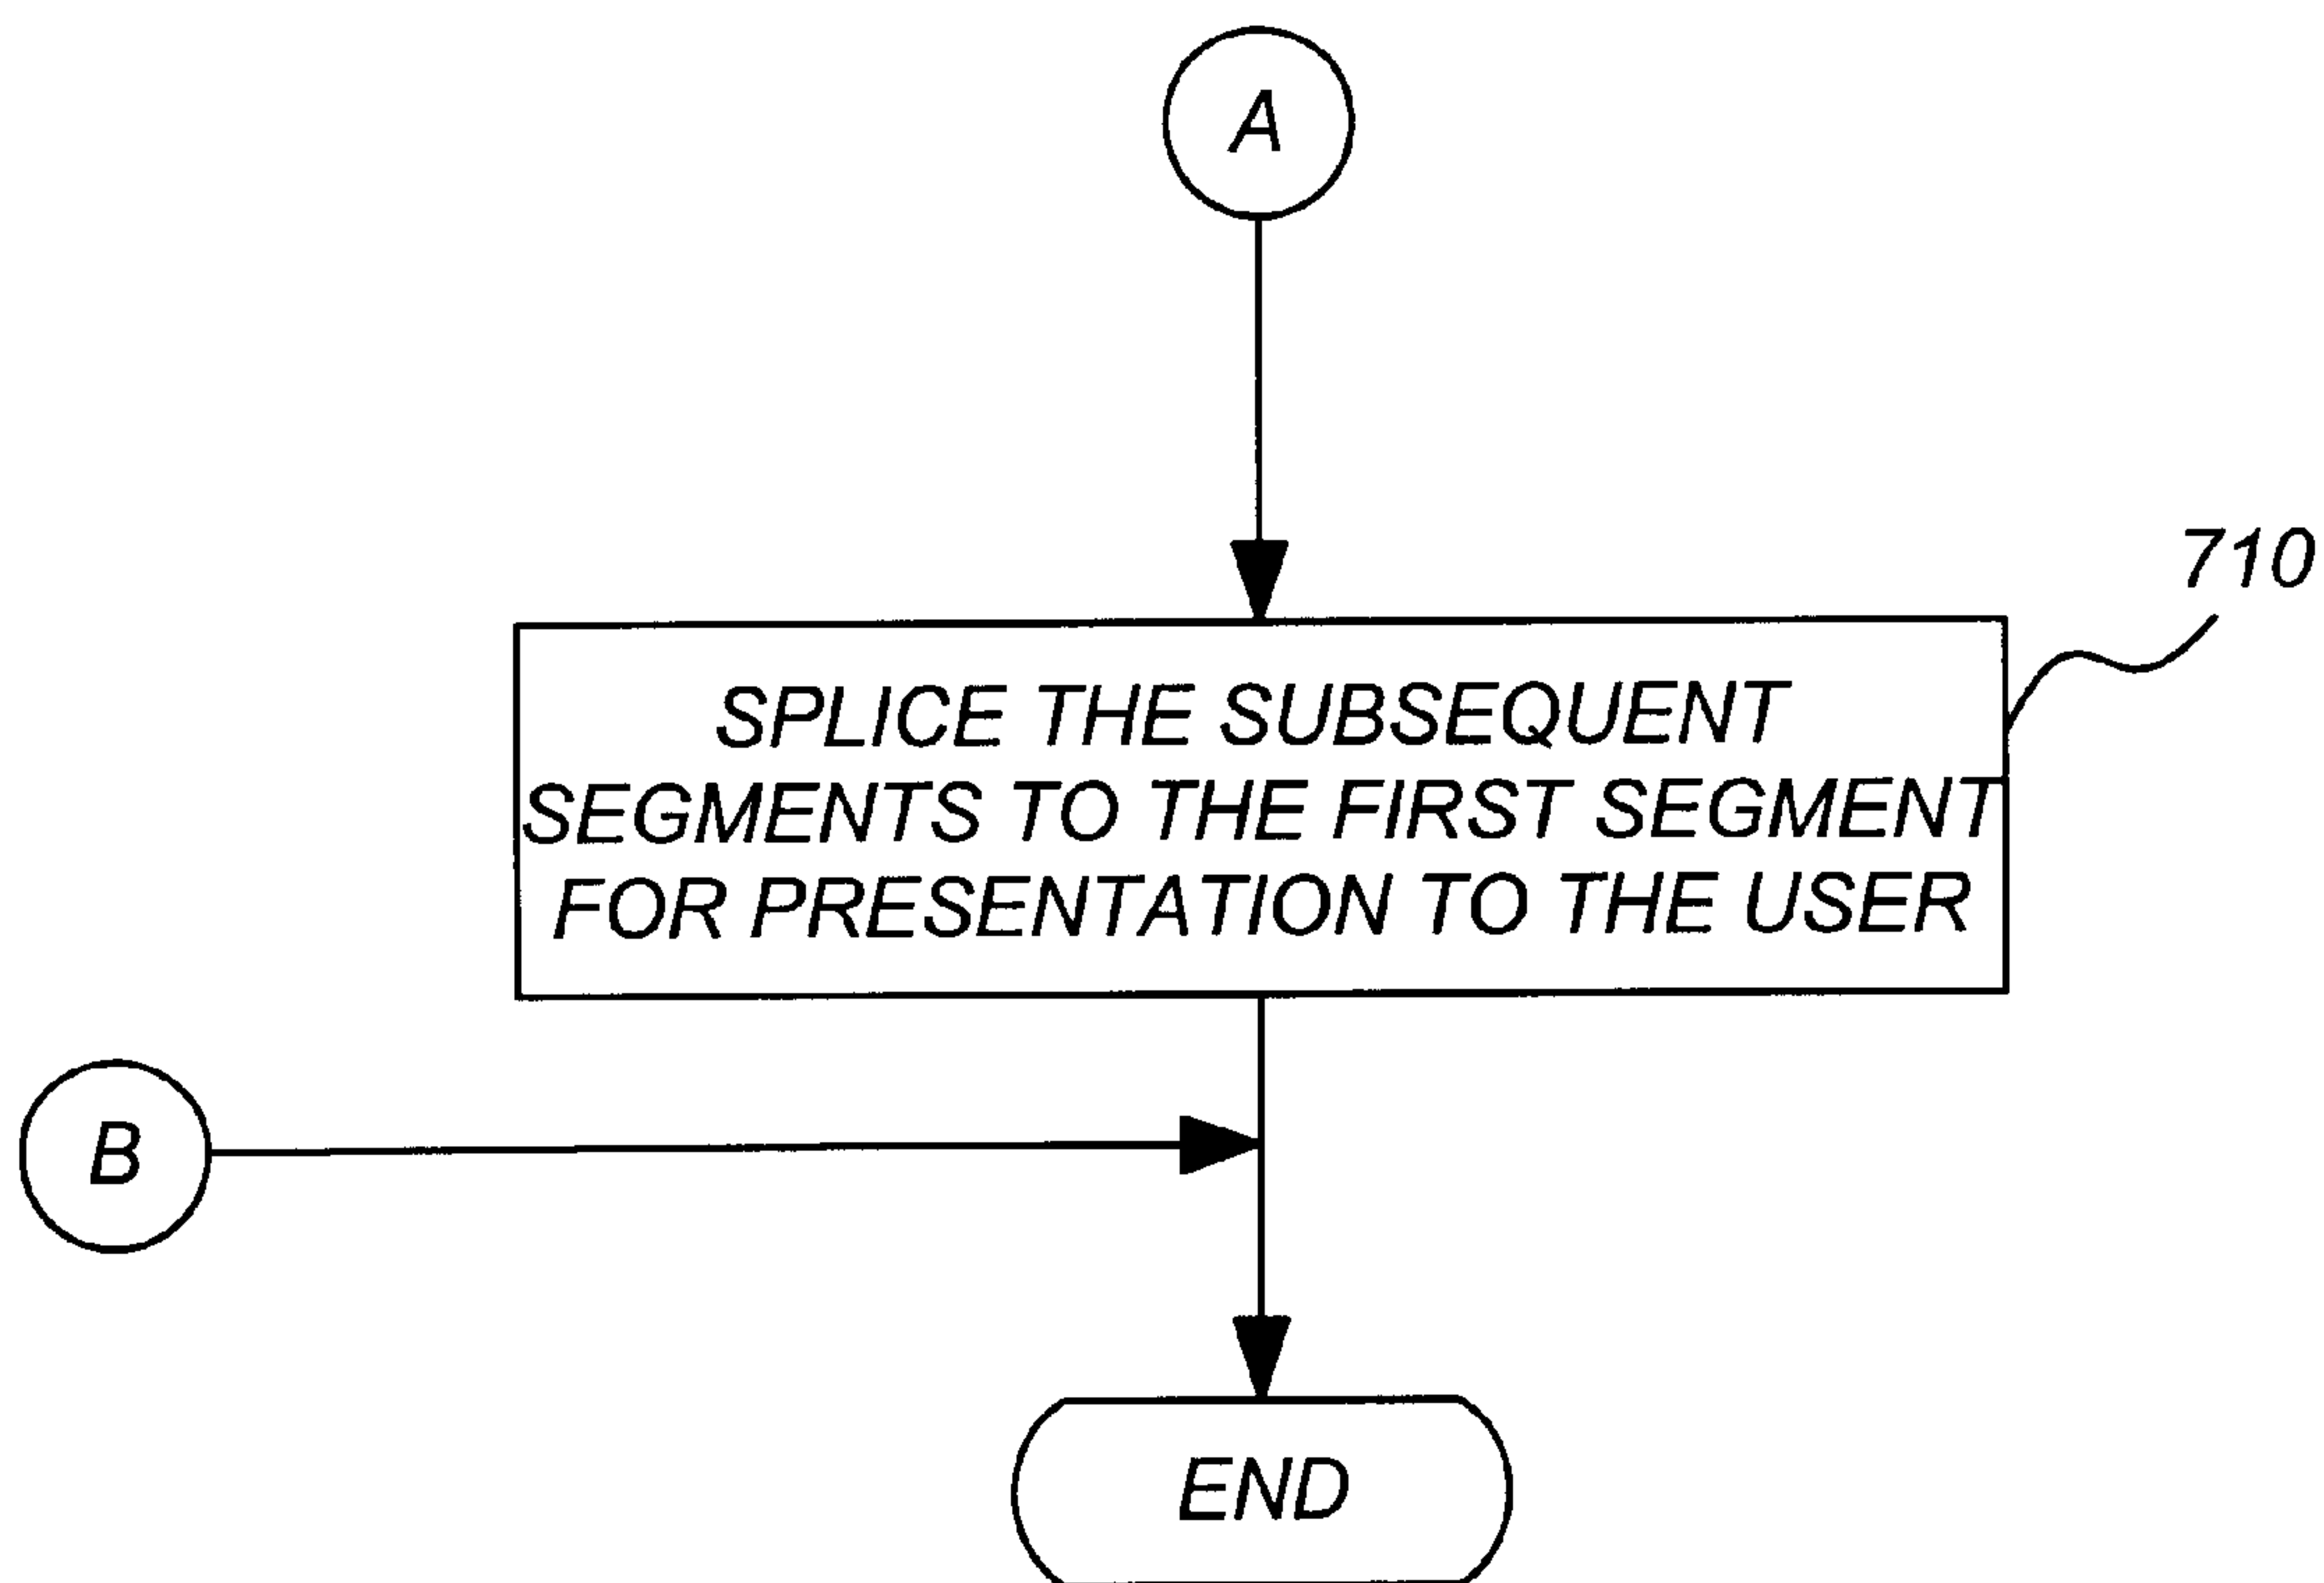 A
710
SPLICE THE SUBSEQUENT
SEGMENTS TO THE FIRST SEGMENT
FOR PRESENTATION TO THE USER
B
END